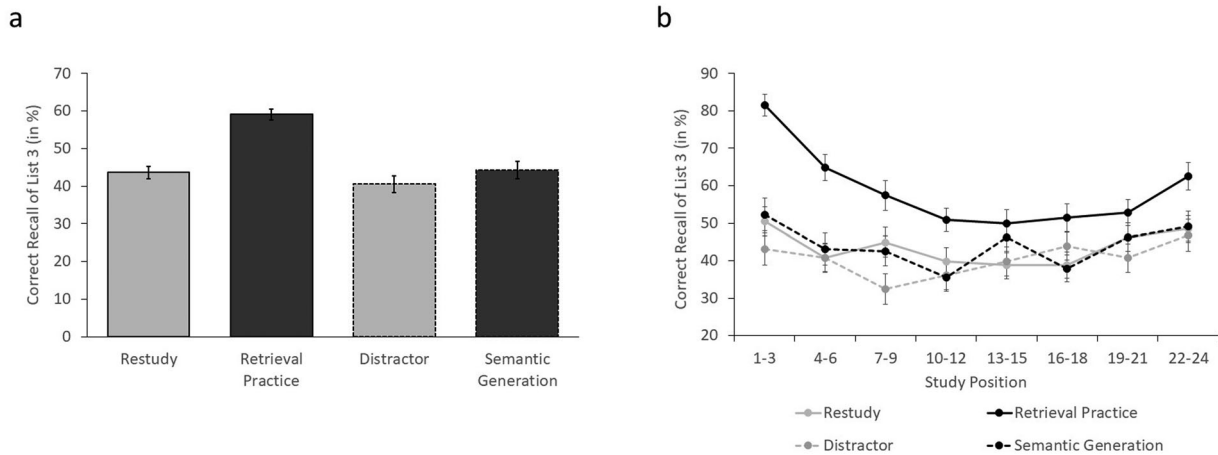 a
70
60
50
40
30
20
10
0
Correct Recall of List 3 (in %)
Restudy
Retrieval
Practice
Distractor
Semantic
Generation
b
90
80
70
60
50
40
30
20
Correct Recall of List 3 (in %)
1-3 4-6 7-9 10-12 13-15 16-18 19-21 22-24
Study Position
Restudy Retrieval Practice
Distractor Semantic Generation